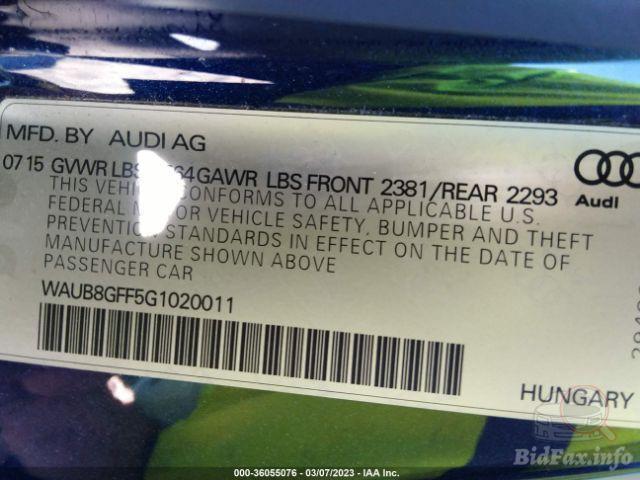 MFD. BY AUDI AG
07 15 GVWR LBS 64 GAWR LBS FRONT 2381/REAR 2293
THIS VEHI CONFORMS TO ALL APPLICABLE U.S.
FEDERAL M OR VEHICLE SAFETY, BUMPER AND THEFT
PREVENTION STANDARDS IN EFFECT ON THE DATE OF
MANUFACTURE SHOWN ABOVE
PASSENGER CAR
WAUB8GFF5G1020011
Audi
HUNGARY
BidFax.info
000-36055076 — 03/07/2023 — IAA Inc.